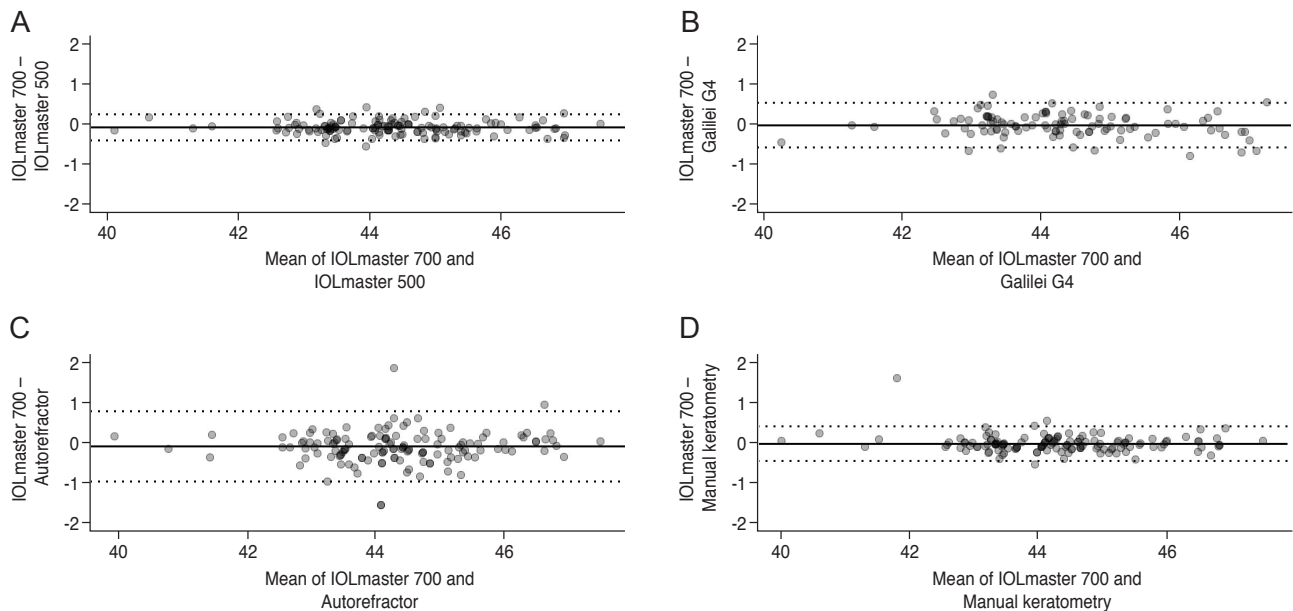 A
IOLmaster 700 –
IOLmaster 500
2
1
0
-1
-2
40 42 44 46
Mean of IOLmaster 700 and
IOLmaster 500
B
IOLmaster 700 –
Galilei G4
2
1
0
-1
-2
40 42 44 46
Mean of IOLmaster 700 and
Galilei G4
C
IOLmaster 700 –
Autorefractor
2
1
0
-1
-2
40 42 44 46
Mean of IOLmaster 700 and
Autorefractor
D
IOLmaster 700 –
Manual keratometry
2
1
0
-1
-2
40 42 44 46
Mean of IOLmaster 700 and
Manual keratometry